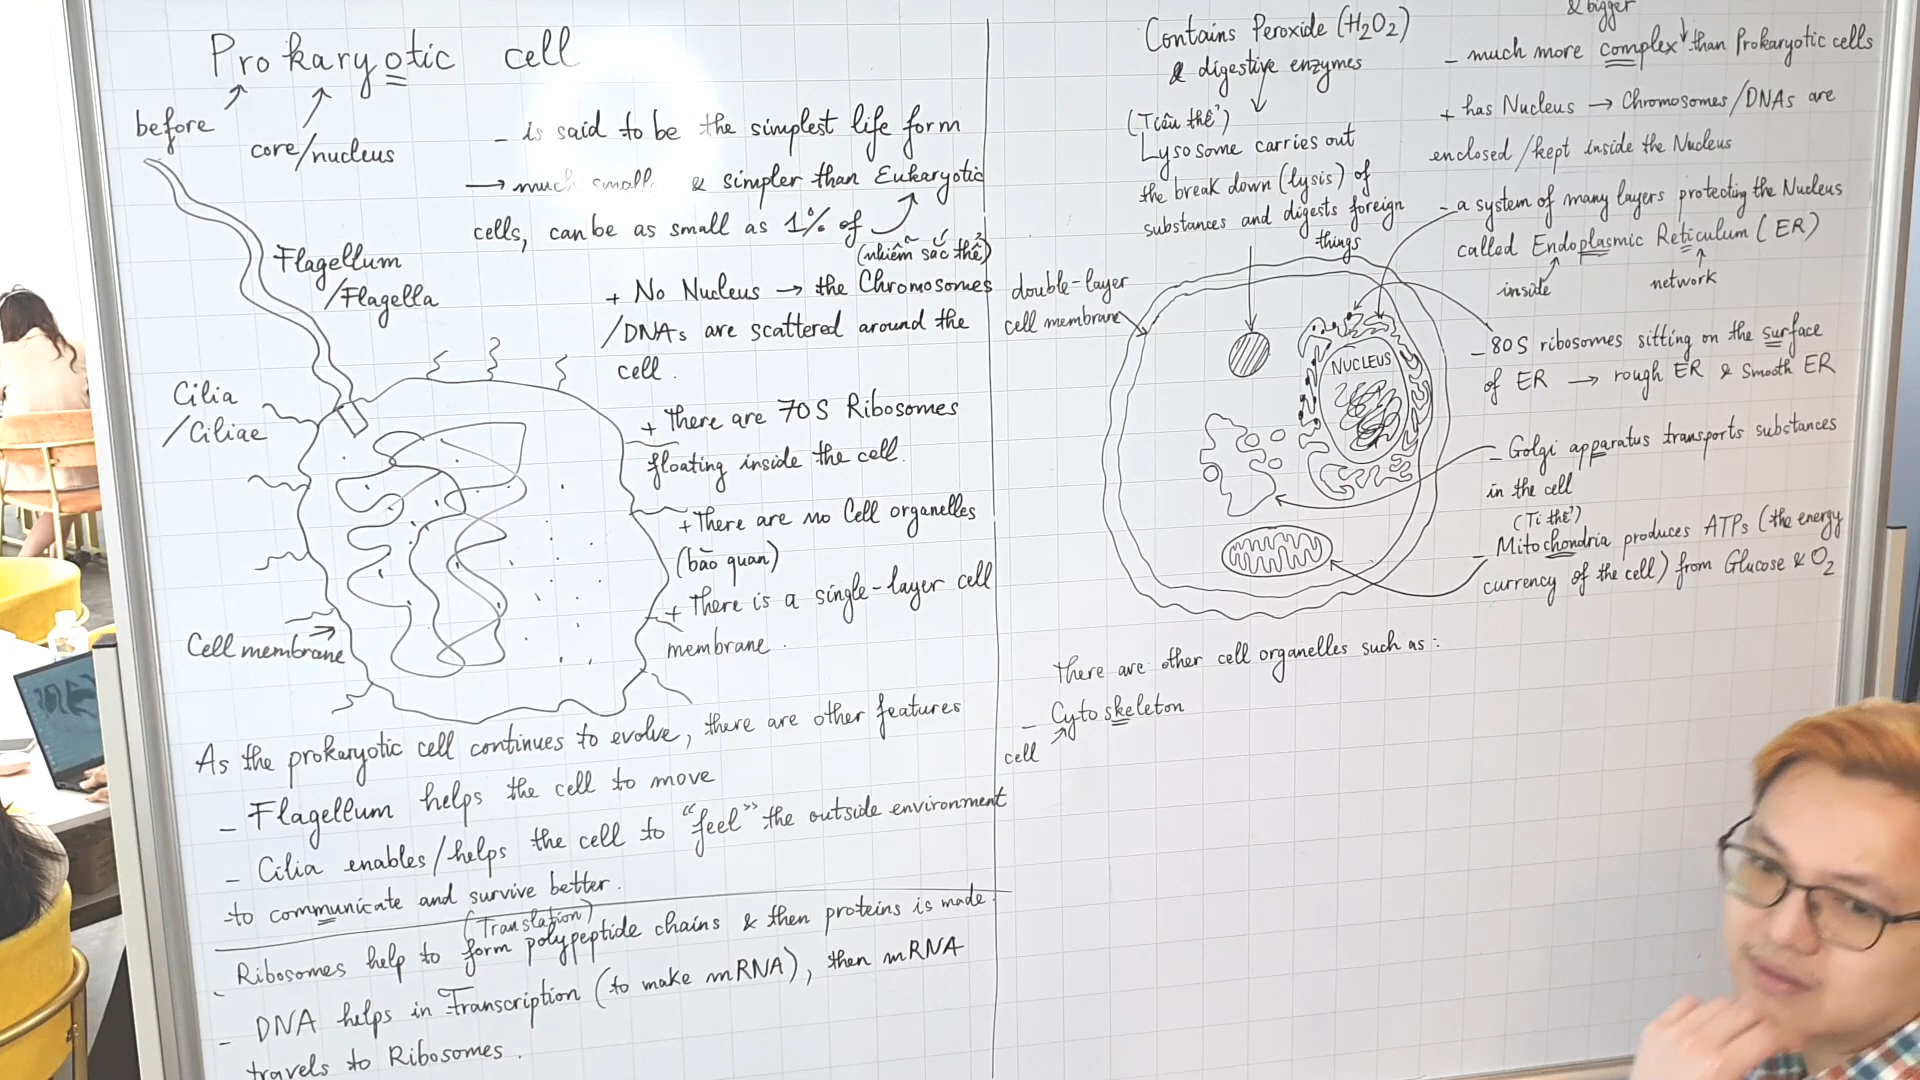 Prokaryotic cell
before
core/nucleus
- is said to be the simplest life form
→ much small & simpler than Eukaryotic
cells, can be as small as 1% of
(nhiễm sắc thể)
Flagellum
/Flagella
+ No Nucleus → the Chromosomes
/DNAs are scattered around the
cell.
Cilia
/Ciliae
+ There are 70S Ribosomes
floating inside the cell.
+ There are no Cell organelles
(bào quan)
+ There is a single-layer cell
membrane.
Cell membrane
As the prokaryotic cell continues to evolve, there are other features
- Flagellum helps the cell to move
- Cilia enables/helps the cell to "feel" the outside environment
to communicate and survive better.
(Translation)
- Ribosomes help to form polypeptide chains & then proteins is made.
- DNA helps in Transcription (to make mRNA), then mRNA
travels to Ribosomes.
Contains Peroxide (H2O2)
& digestive enzymes
(Tiêu thể)
Lysosome carries out
the break down (lysis) of
substances and digests foreign
things
double-layer
cell membrane
NUCLEUS
& bigger
- much more complex than Prokaryotic cells
+ has Nucleus → Chromosomes/DNAs are
enclosed/kept inside the Nucleus
- a system of many layers protecting the Nucleus
called Endoplasmic Reticulum (ER)
inside
network
- 80S ribosomes sitting on the surface
of ER → rough ER & Smooth ER
- Golgi apparatus transports substances
in the cell
(Ti thể)
- Mitochondria produces ATPs (the energy
currency of the cell) from Glucose & O2
There are other cell organelles such as:
- Cytoskeleton
cell